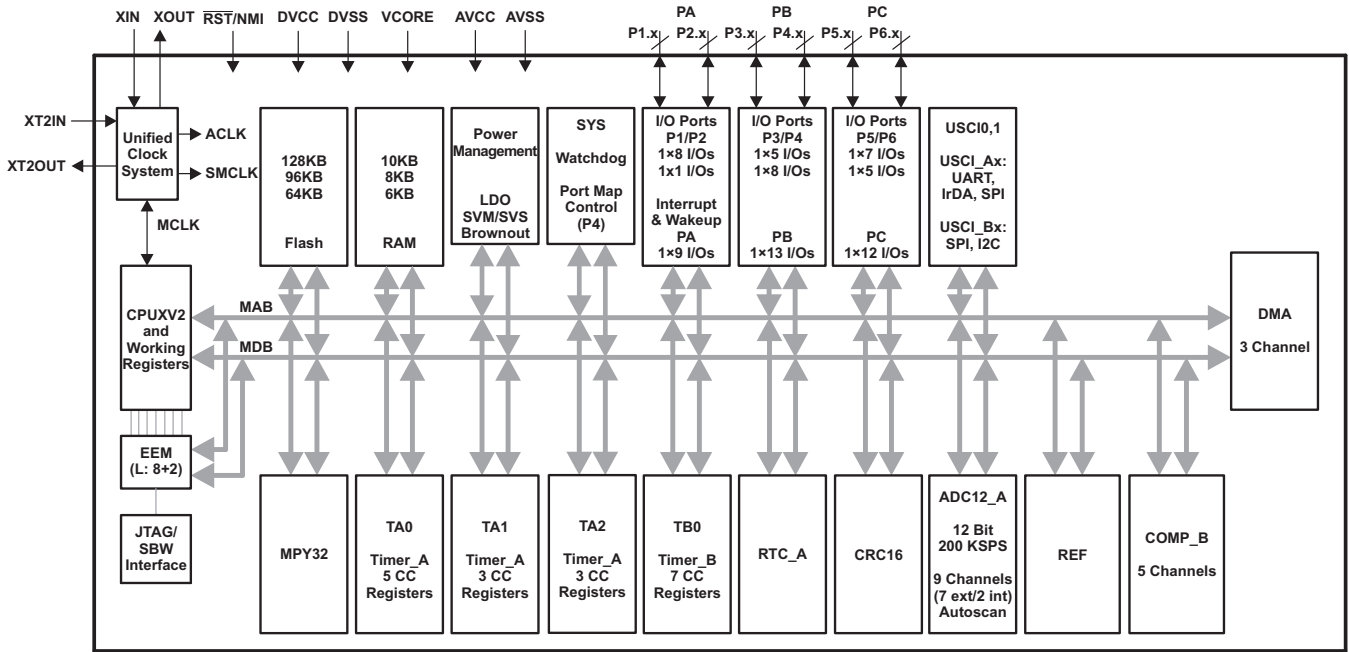 XIN XOUT RST/NMI DVCC DVSS VCORE AVCC AVSS
PA PB PC
P1.x P2.x P3.x P4.x P5.x P6.x
XT2IN
XT2OUT
Unified
Clock
System
ACLK
SMCLK
MCLK
128KB
96KB
64KB
Flash
10KB
8KB
6KB
RAM
Power
Management
LDO
SVM/SVS
Brownout
SYS
Watchdog
Port Map
Control
(P4)
I/O Ports
P1/P2
1×8 I/Os
1x1 I/Os
Interrupt
& Wakeup
PA
1×9 I/Os
I/O Ports
P3/P4
1×5 I/Os
1×8 I/Os
PB
1×13 I/Os
I/O Ports
P5/P6
1×7 I/Os
1×5 I/Os
PC
1×12 I/Os
USCI0,1
USCI_Ax:
UART,
IrDA, SPI
USCI_Bx:
SPI, I2C
CPUXV2
and
Working
Registers
MAB
MDB
DMA
3 Channel
EEM
(L: 8+2)
JTAG/
SBW
Interface
MPY32
TA0
Timer_A
5 CC
Registers
TA1
Timer_A
3 CC
Registers
TA2
Timer_A
3 CC
Registers
TB0
Timer_B
7 CC
Registers
RTC_A
CRC16
ADC12_A
12 Bit
200 KSPS
9 Channels
(7 ext/2 int)
Autoscan
REF
COMP_B
5 Channels